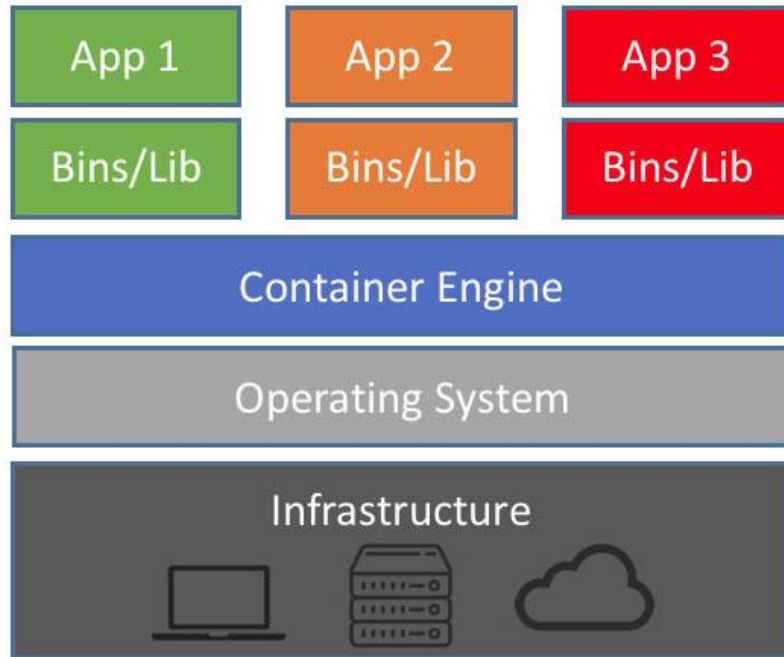 App 1
App 2
App 3
Bins/Lib
Bins/Lib
Bins/Lib
Container Engine
Operating System
Infrastructure